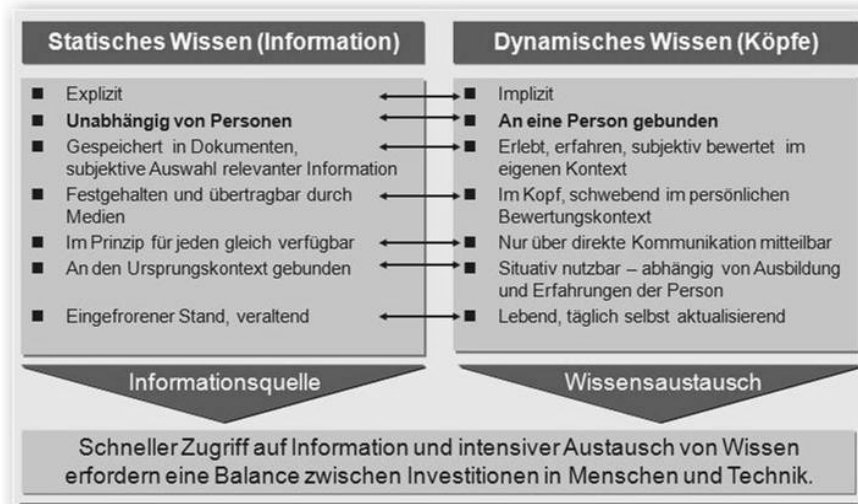 Statisches Wissen (Information)
■ Explizit
■ Unabhängig von Personen
■ Gespeichert in Dokumenten,
subjektive Auswahl relevanter Information
■ Festgehalten und übertragbar durch
Medien
■ Im Prinzip für jeden gleich verfügbar
■ An den Ursprungskontext gebunden
■ Eingefrorener Stand, veraltend
Informationsquelle
Dynamisches Wissen (Köpfe)
■ Implizit
■ An eine Person gebunden
■ Erlebt, erfahren, subjektiv bewertet im
eigenen Kontext
■ Im Kopf, schwebend im persönlichen
Bewertungskontext
■ Nur über direkte Kommunikation mitteilbar
■ Situativ nutzbar – abhängig von Ausbildung
und Erfahrungen der Person
■ Lebend, täglich selbst aktualisierend
Wissensaustausch
Schneller Zugriff auf Information und intensiver Austausch von Wissen
erfordern eine Balance zwischen Investitionen in Menschen und Technik.